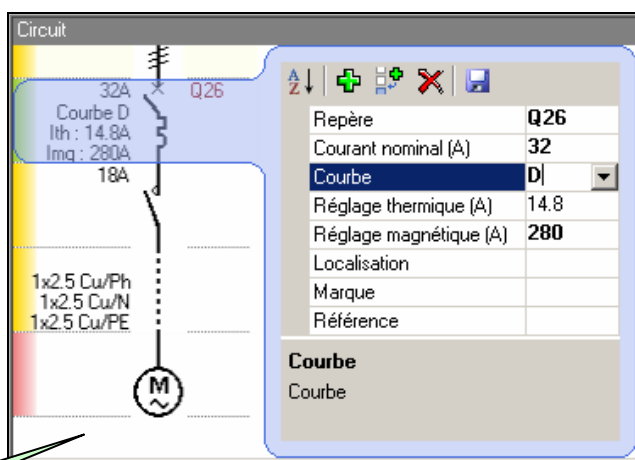 Circuit
32A Q26
Courbe D
Ith : 14.8A
Imq : 280A
18A
1x2.5 Cu/Ph
1x2.5 Cu/N
1x2.5 Cu/PE
M
A
Z
Repère Q26
Courant nominal (A) 32
Courbe D
Réglage thermique (A) 14.8
Réglage magnétique (A) 280
Localisation
Marque
Référence
Courbe
Courbe